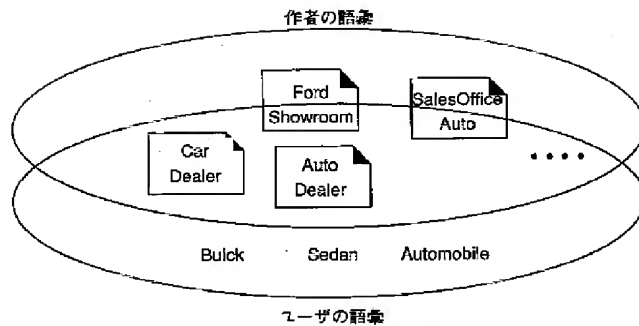 作者の語彙
Ford
Showroom
SalesOffice
Auto
Car
Dealer
Auto
Dealer
Buick
Sedan
Automobile
ユーザの語彙